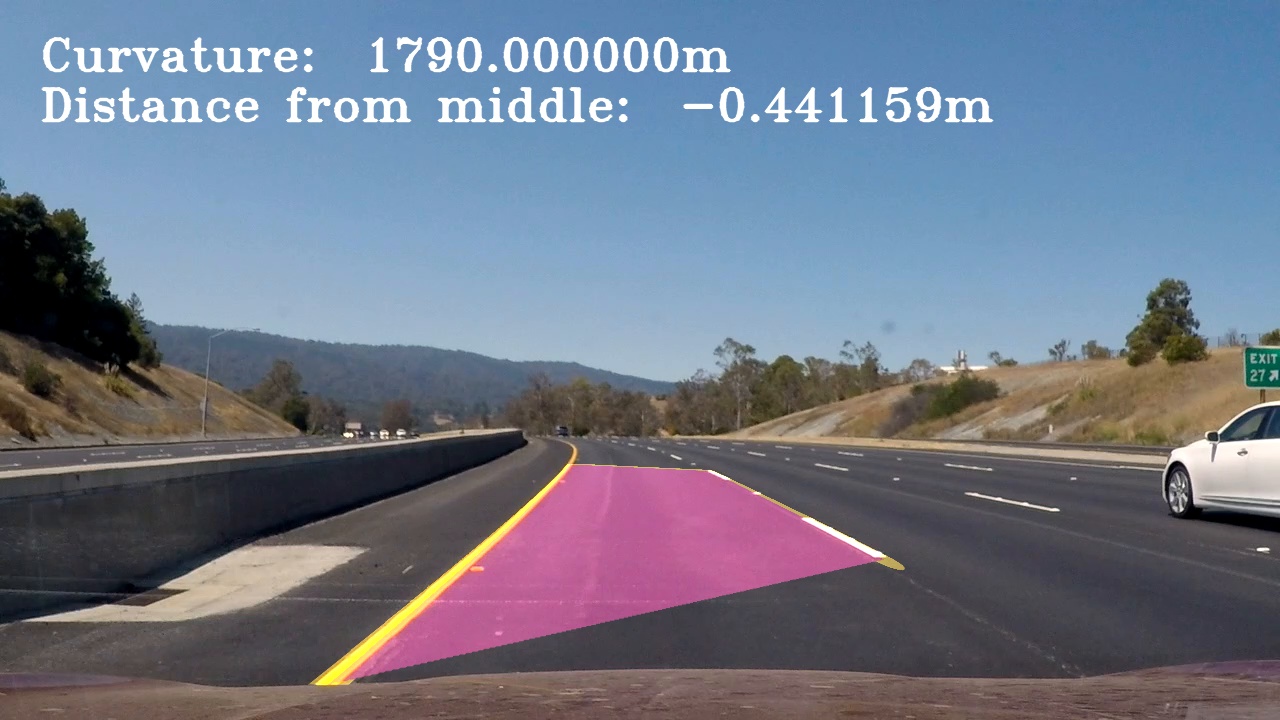 Curvature: 1790.000000m
Distance from middle: -0.441159m
EXIT
27 ↗